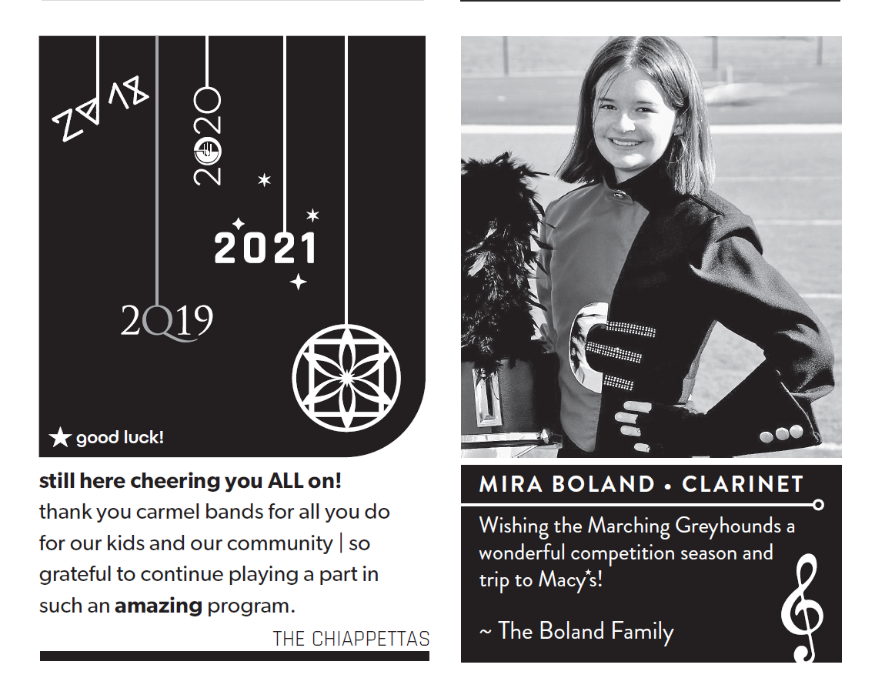 2018
2020
2021
2Q19
good luck!
still here cheering you ALL on!
thank you carmel bands for all you do
for our kids and our community | so
grateful to continue playing a part in
such an amazing program.
THE CHIAPPETTAS
MIRA BOLAND • CLARINET
Wishing the Marching Greyhounds a
wonderful competition season and
trip to Macy's!
~ The Boland Family